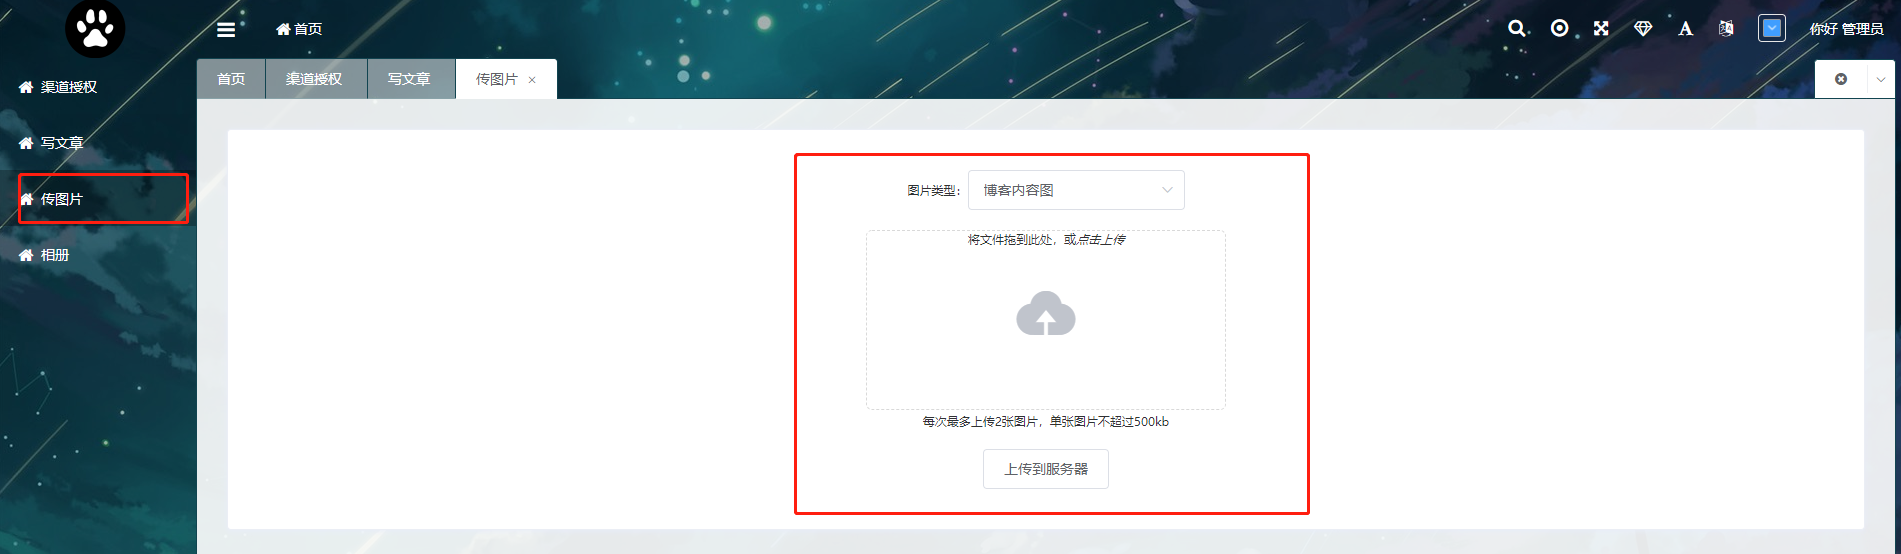 首页
你好 管理员
首页
渠道授权
写文章
传图片
渠道授权
写文章
传图片
相册
图片类型：
博客内容图
将文件拖到此处，或点击上传
每次最多上传2张图片，单张图片不超过500kb
上传到服务器